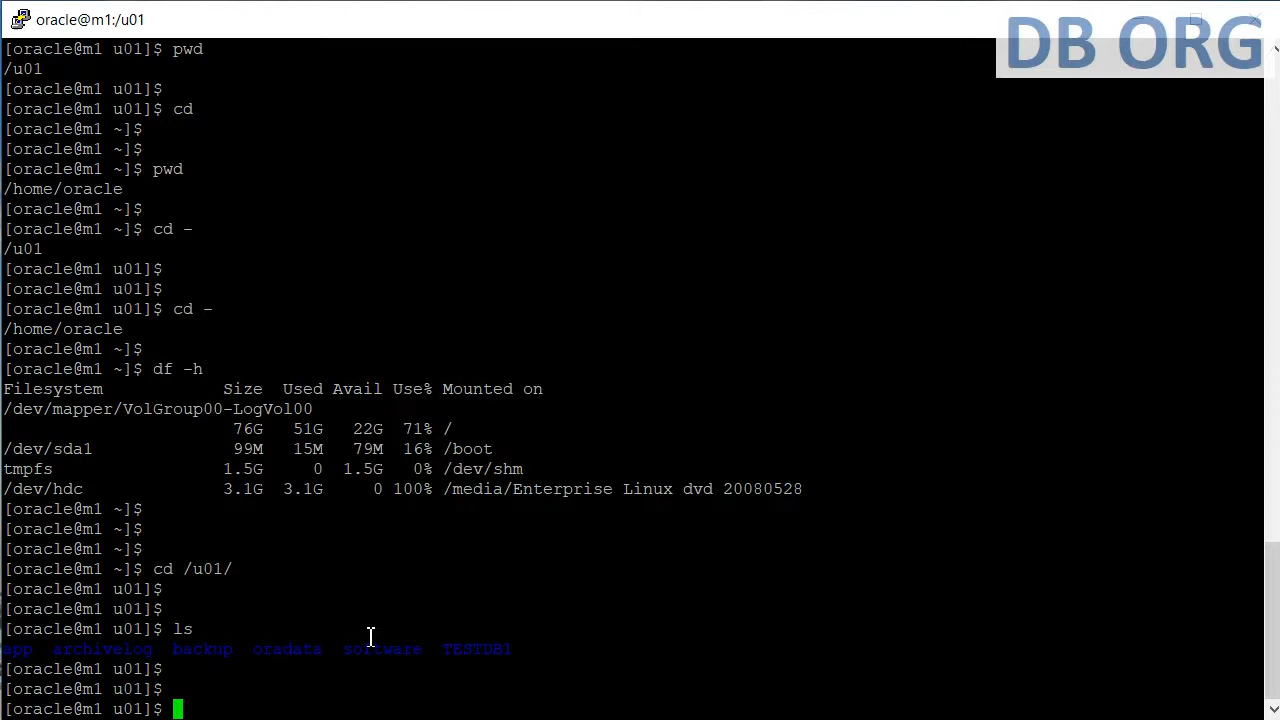 oracle@m1:/u01
DB ORG
[oracle@m1 u01]$ pwd
/u01
[oracle@m1 u01]$
[oracle@m1 u01]$ cd
[oracle@m1 ~]$
[oracle@m1 ~]$
[oracle@m1 ~]$ pwd
/home/oracle
[oracle@m1 ~]$
[oracle@m1 ~]$ cd -
/u01
[oracle@m1 u01]$
[oracle@m1 u01]$
[oracle@m1 u01]$ cd -
/home/oracle
[oracle@m1 ~]$
[oracle@m1 ~]$ df -h
Filesystem            Size  Used Avail Use% Mounted on
/dev/mapper/VolGroup00-LogVol00
                       76G   51G   22G  71% /
/dev/sda1              99M   15M   79M  16% /boot
tmpfs                 1.5G     0  1.5G   0% /dev/shm
/dev/hdc              3.1G  3.1G     0 100% /media/Enterprise Linux dvd 20080528
[oracle@m1 ~]$
[oracle@m1 ~]$
[oracle@m1 ~]$
[oracle@m1 ~]$ cd /u01/
[oracle@m1 u01]$
[oracle@m1 u01]$
[oracle@m1 u01]$ ls
app  archivelog  backup  oradata  software  TESTDB1
[oracle@m1 u01]$
[oracle@m1 u01]$
[oracle@m1 u01]$